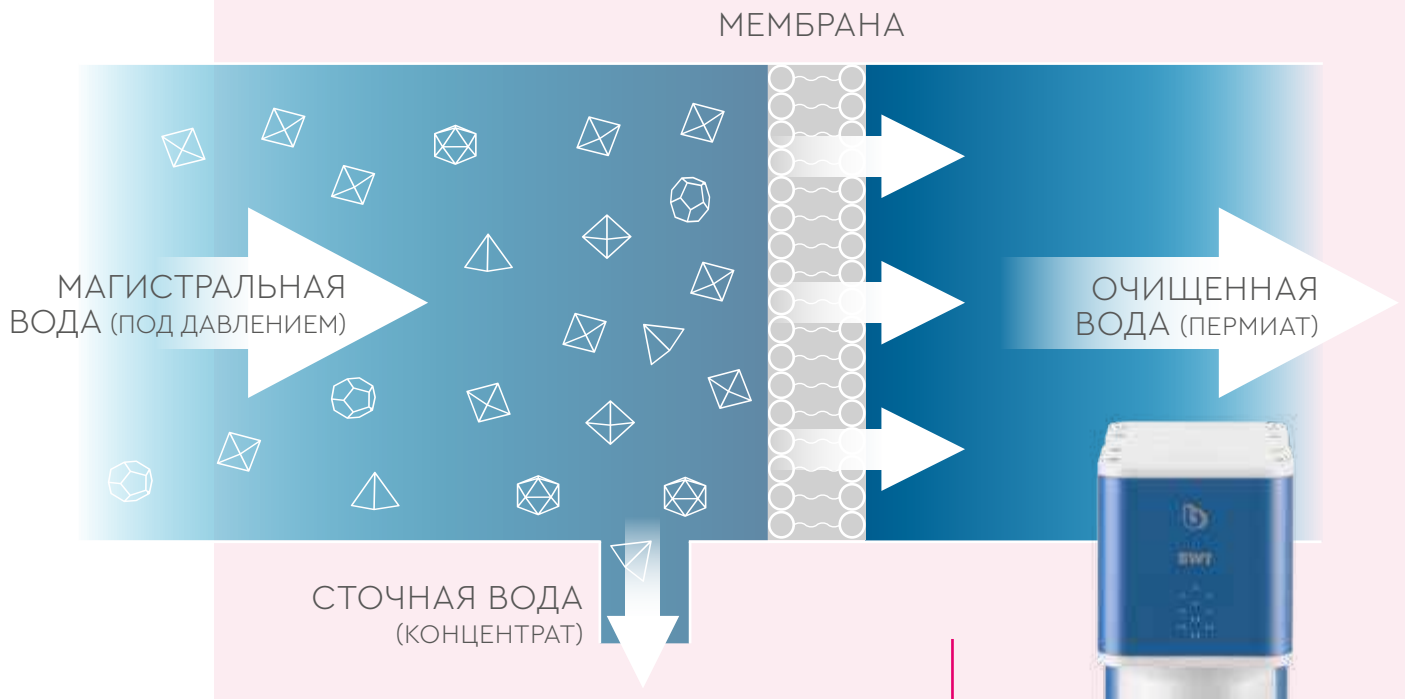 МЕМБРАНА
МАГИСТРАЛЬНАЯ
ВОДА (ПОД ДАВЛЕНИЕМ)
ОЧИЩЕННАЯ
ВОДА (ПЕРМИАТ)
СТОЧНАЯ ВОДА
(КОНЦЕНТРАТ)
BWT